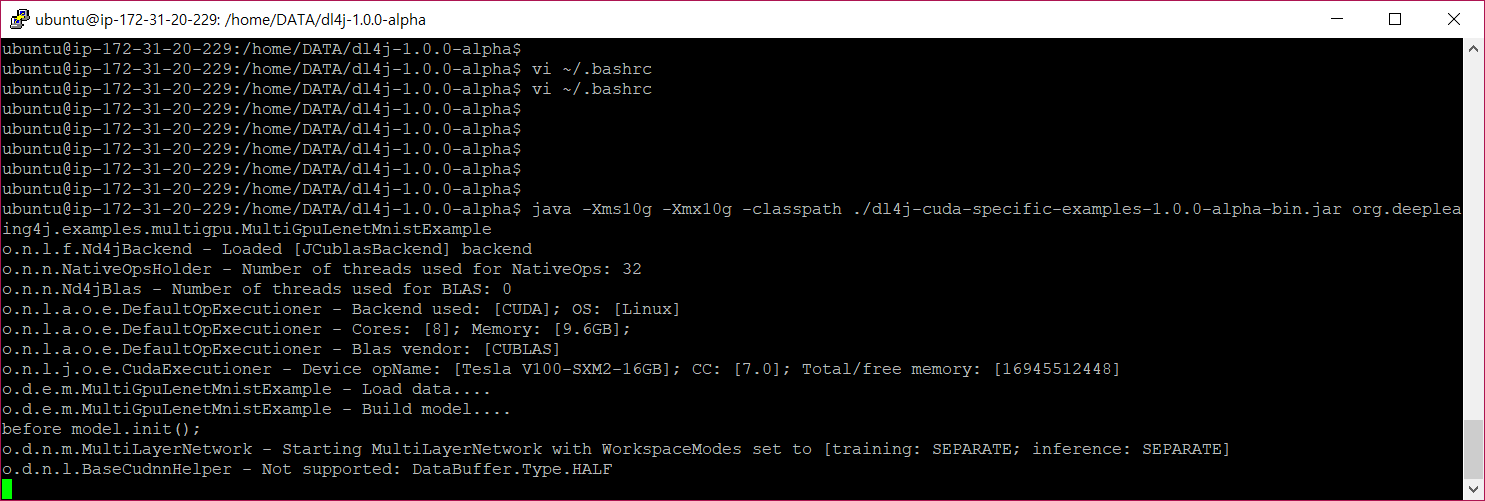 ubuntu@ip-172-31-20-229: /home/DATA/dl4j-1.0.0-alpha
ubuntu@ip-172-31-20-229:/home/DATA/dl4j-1.0.0-alpha$
ubuntu@ip-172-31-20-229:/home/DATA/dl4j-1.0.0-alpha$ vi ~/.bashrc
ubuntu@ip-172-31-20-229:/home/DATA/dl4j-1.0.0-alpha$ vi ~/.bashrc
ubuntu@ip-172-31-20-229:/home/DATA/dl4j-1.0.0-alpha$
ubuntu@ip-172-31-20-229:/home/DATA/dl4j-1.0.0-alpha$
ubuntu@ip-172-31-20-229:/home/DATA/dl4j-1.0.0-alpha$
ubuntu@ip-172-31-20-229:/home/DATA/dl4j-1.0.0-alpha$
ubuntu@ip-172-31-20-229:/home/DATA/dl4j-1.0.0-alpha$
ubuntu@ip-172-31-20-229:/home/DATA/dl4j-1.0.0-alpha$ java -Xms10g -Xmx10g -classpath ./dl4j-cuda-specific-examples-1.0.0-alpha-bin.jar org.deeplea
ing4j.examples.multigpu.MultiGpuLenetMnistExample
o.n.l.f.Nd4jBackend - Loaded [JCublasBackend] backend
o.n.n.NativeOpsHolder - Number of threads used for NativeOps: 32
o.n.n.Nd4jBlas - Number of threads used for BLAS: 0
o.n.l.a.o.e.DefaultOpExecutioner - Backend used: [CUDA]; OS: [Linux]
o.n.l.a.o.e.DefaultOpExecutioner - Cores: [8]; Memory: [9.6GB];
o.n.l.a.o.e.DefaultOpExecutioner - Blas vendor: [CUBLAS]
o.n.l.j.o.e.CudaExecutioner - Device opName: [Tesla V100-SXM2-16GB]; CC: [7.0]; Total/free memory: [16945512448]
o.d.e.m.MultiGpuLenetMnistExample - Load data....
o.d.e.m.MultiGpuLenetMnistExample - Build model....
before model.init();
o.d.n.m.MultiLayerNetwork - Starting MultiLayerNetwork with WorkspaceModes set to [training: SEPARATE; inference: SEPARATE]
o.d.n.l.BaseCudnnHelper - Not supported: DataBuffer.Type.HALF